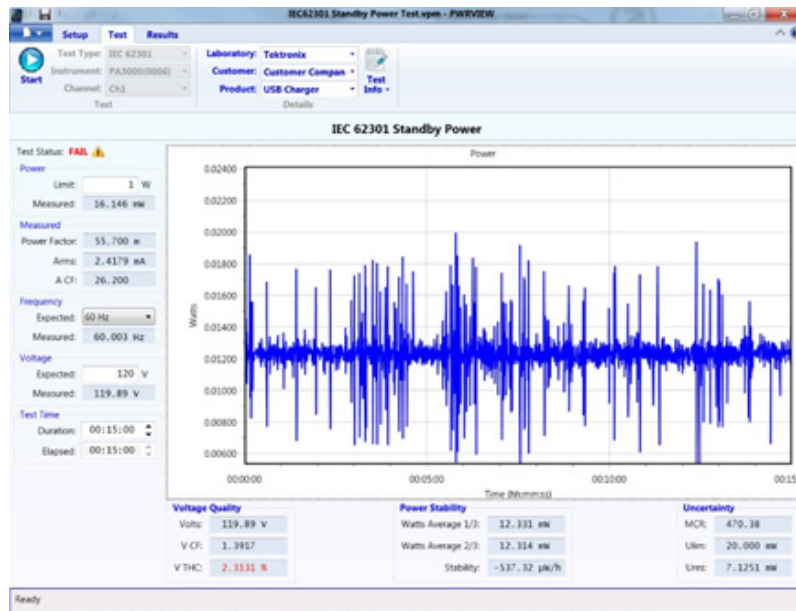 IEC62301 Standby Power Test.vpm - PWRVIEW
Setup Test Results
Start
Test Type: IEC 62301
Instrument: PA3000(0006)
Channel: Ch1
Test
Laboratory: Tektronix
Customer: Customer Compan
Product: USB Charger
Test
Info
Details
IEC 62301 Standby Power
Test Status: FAIL
Power
Limit: 1 W
Measured: 16.146 mW
Measured
Power Factor: 55.700 m
Arms: 2.4179 mA
A CF: 26.200
Frequency
Expected: 60 Hz
Measured: 60.003 Hz
Voltage
Expected: 120 V
Measured: 119.89 V
Test Time
Duration: 00:15:00
Elapsed: 00:15:00
Power
0.02400
0.02200
0.02000
0.01800
0.01600
0.01400
0.01200
0.01000
0.00800
0.00600
Watts
00:00:00 00:05:00 00:10:00 00:15
Time (hh:mm:ss)
Voltage Quality
Volts: 119.89 V
V CF: 1.3917
V THC: 2.3131 %
Power Stability
Watts Average 1/3: 12.331 mW
Watts Average 2/3: 12.314 mW
Stability: -537.32 µW/h
Uncertainty
MCR: 470.38
Ulim: 20.000 mW
Ures: 7.1251 mW
Ready